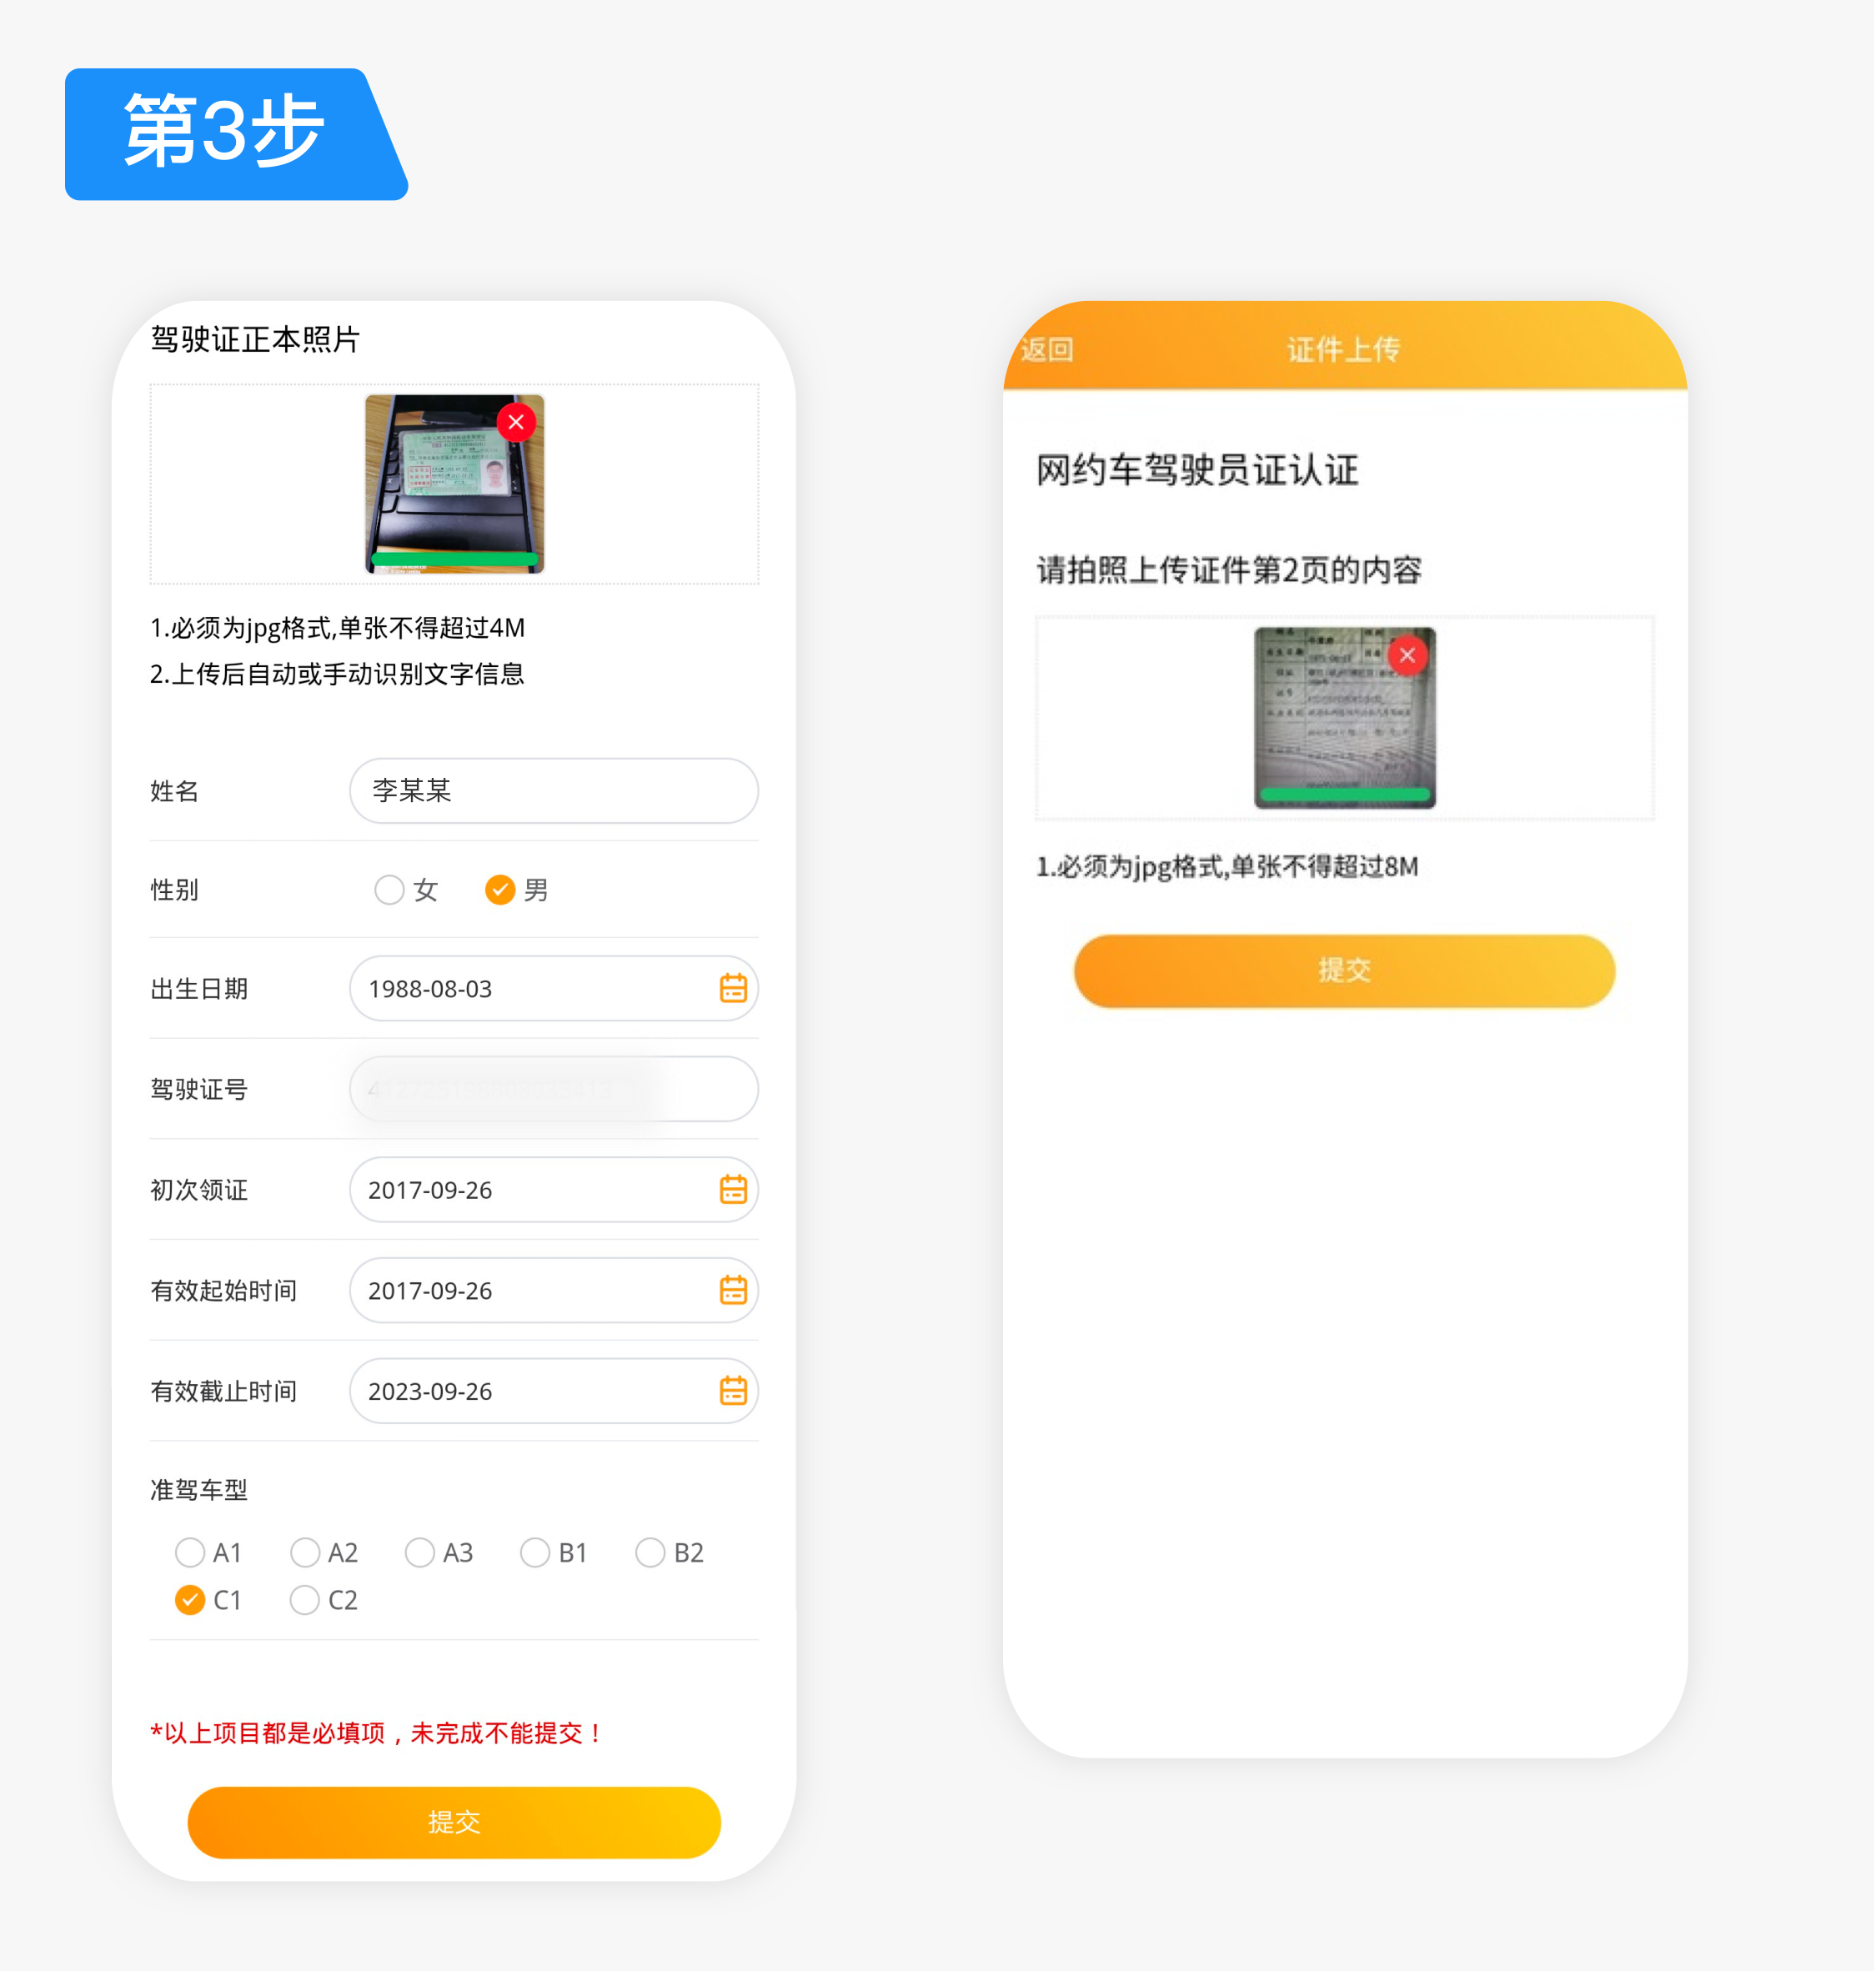 第3步
驾驶证正本照片
1.必须为jpg格式,单张不得超过4M
2.上传后自动或手动识别文字信息
姓名 李某某
性别 女 男
出生日期 1988-08-03
驾驶证号
初次领证 2017-09-26
有效起始时间 2017-09-26
有效截止时间 2023-09-26
准驾车型
A1 A2 A3 B1 B2
C1 C2
*以上项目都是必填项，未完成不能提交！
提交
返回 证件上传
网约车驾驶员证认证
请拍照上传证件第2页的内容
1.必须为jpg格式,单张不得超过8M
提交